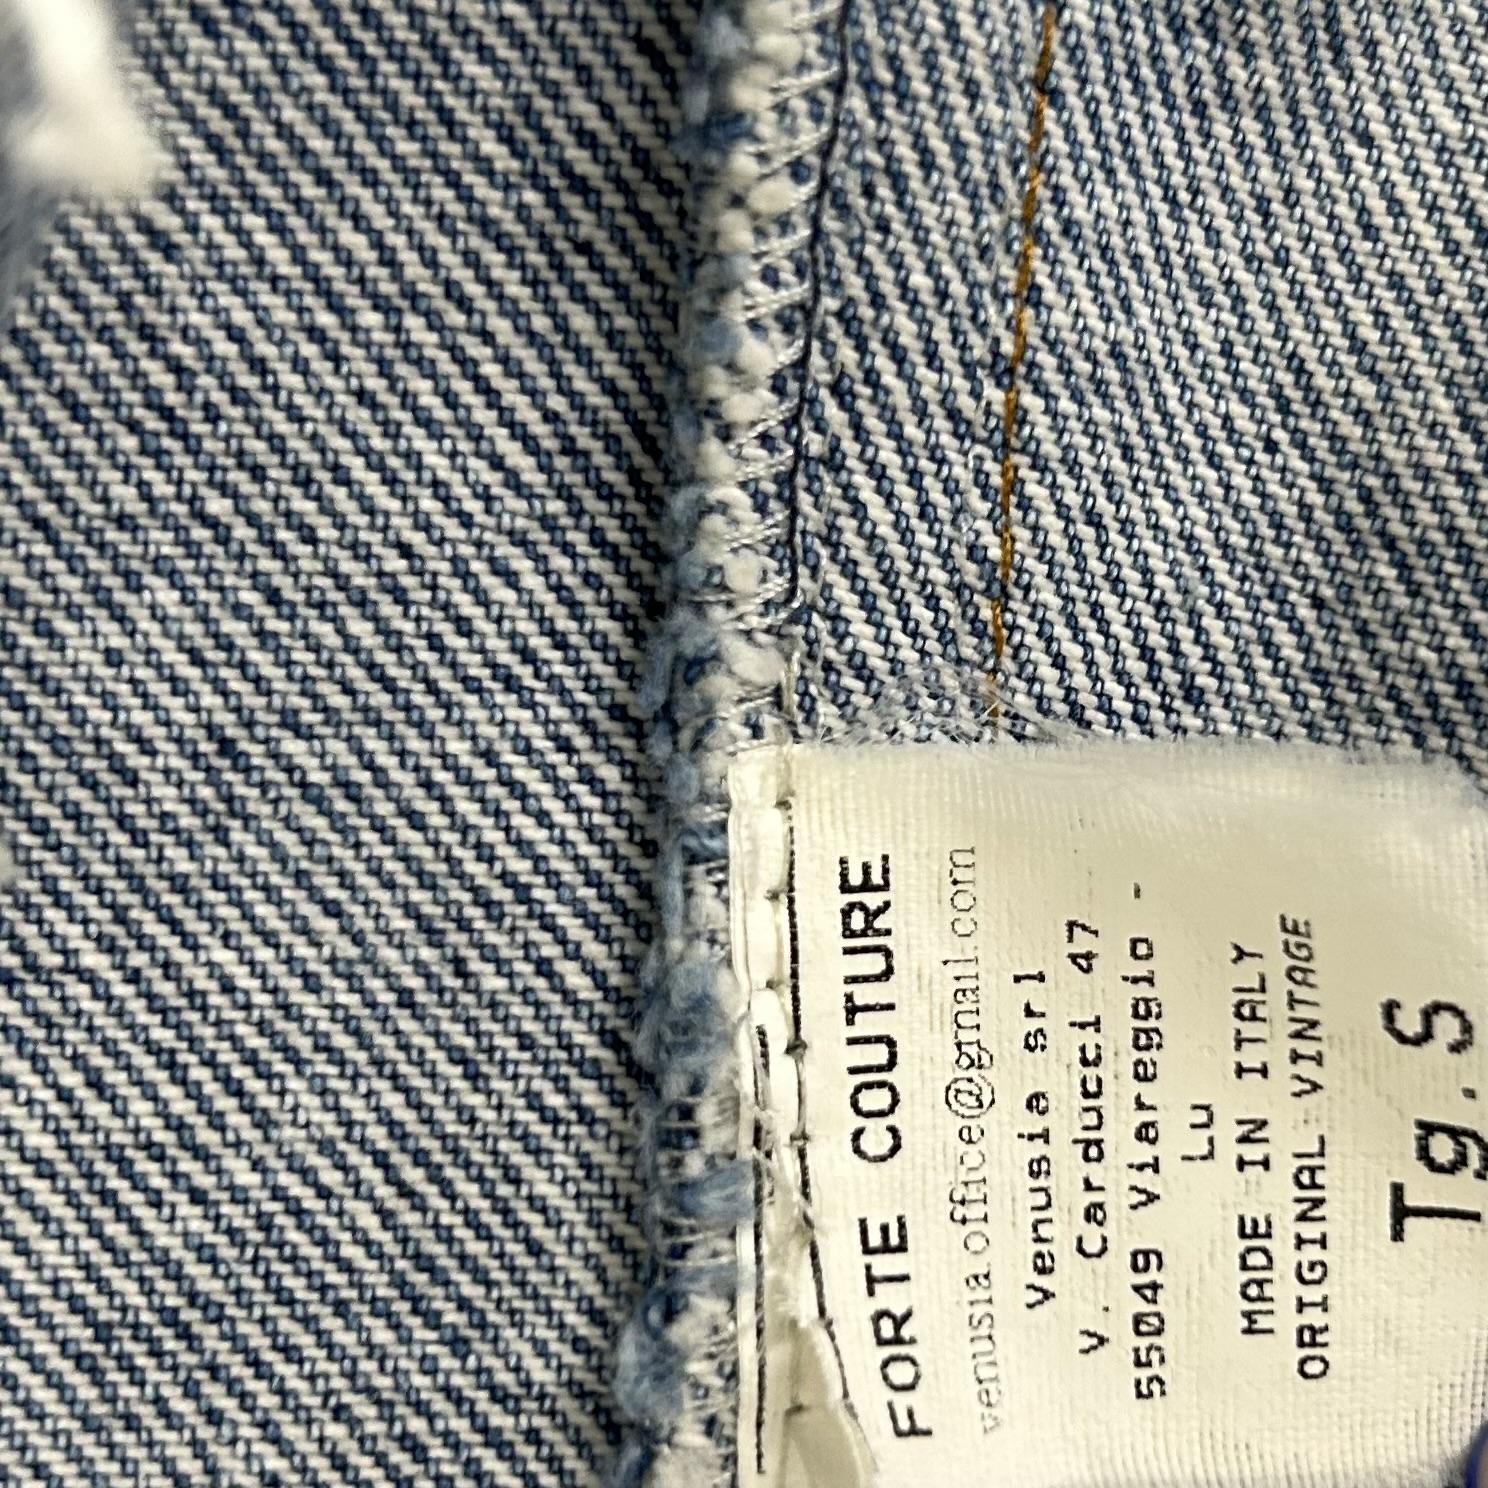 FORTE COUTURE
venusia.office@gmail.com
Venusia srl
V. Carducci 47
55049 Viareggio -
Lu
MADE IN ITALY
ORIGINAL VINTAGE
Tg. S